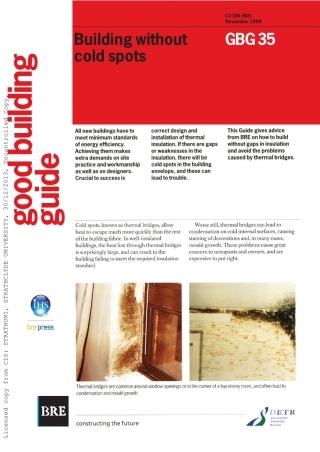 CI/SfB (M2)
November 1999
Building without
cold spots
GBG 35
good building
guide
All new buildings have to
meet minimum standards
of energy efficiency.
Achieving them makes
extra demands on site
practice and workmanship
as well as on designers.
Crucial to success is
correct design and
installation of thermal
insulation. If there are gaps
or weaknesses in the
insulation, there will be
cold spots in the building
envelope, and these can
lead to trouble.
This Guide gives advice
from BRE on how to build
without gaps in insulation
and avoid the problems
caused by thermal bridges.
Cold spots, known as thermal bridges, allow
heat to escape much more quickly than the rest
of the building fabric. In well-insulated
buildings, the heat lost through thermal bridges
is surprisingly large, and can result in the
building failing to meet the required insulation
standard.
Worse still, thermal bridges can lead to
condensation on cold internal surfaces, causing
staining of decorations and, in many cases,
mould growth. These problems cause great
concern to occupants and owners, and are
expensive to put right.
IHS
bre press
Thermal bridges are common around window openings or in the corner of a top-storey room, and often lead to
condensation and mould growth
BRE
constructing the future
DETR
Licensed copy from CIS: STRATHUNI, STRATHCLYDE UNIVERSITY, 30/12/2013, Uncontrolled Copy.